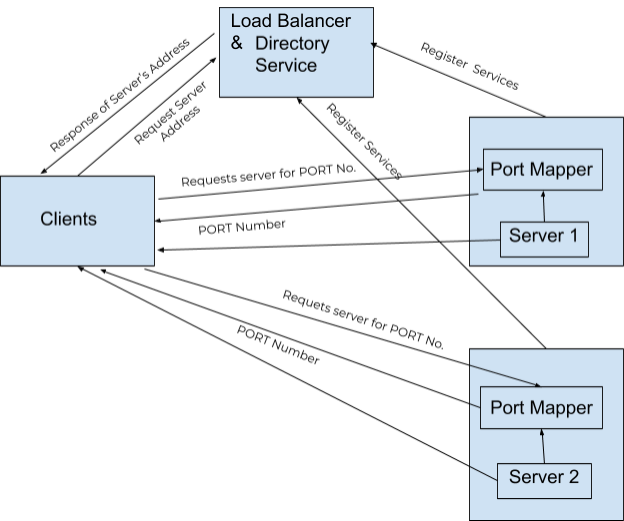 Load Balancer
& Directory
Service
Register Services
Response of Server's Address
Request Server
Address
Register Services
Port Mapper
Requests server for PORT No.
Clients
PORT Number
Server 1
Requets server for PORT No.
PORT Number
Port Mapper
Server 2